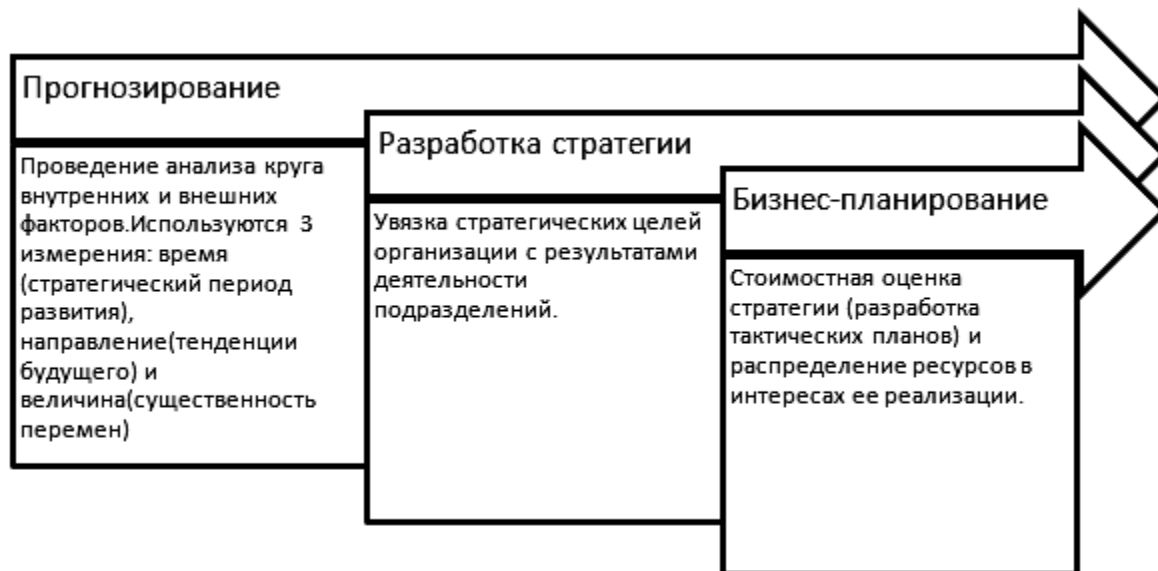 Прогнозирование
Проведение анализа круга
внутренних и внешних
факторов.Используются 3
измерения: время
(стратегический период
развития),
направление(тенденции
будущего) и
величина(существенность
перемен)
Разработка стратегии
Увязка стратегических целей
организации с результатами
деятельности
подразделений.
Бизнес-планирование
Стоимостная оценка
стратегии (разработка
тактических планов) и
распределение ресурсов в
интересах ее реализации.